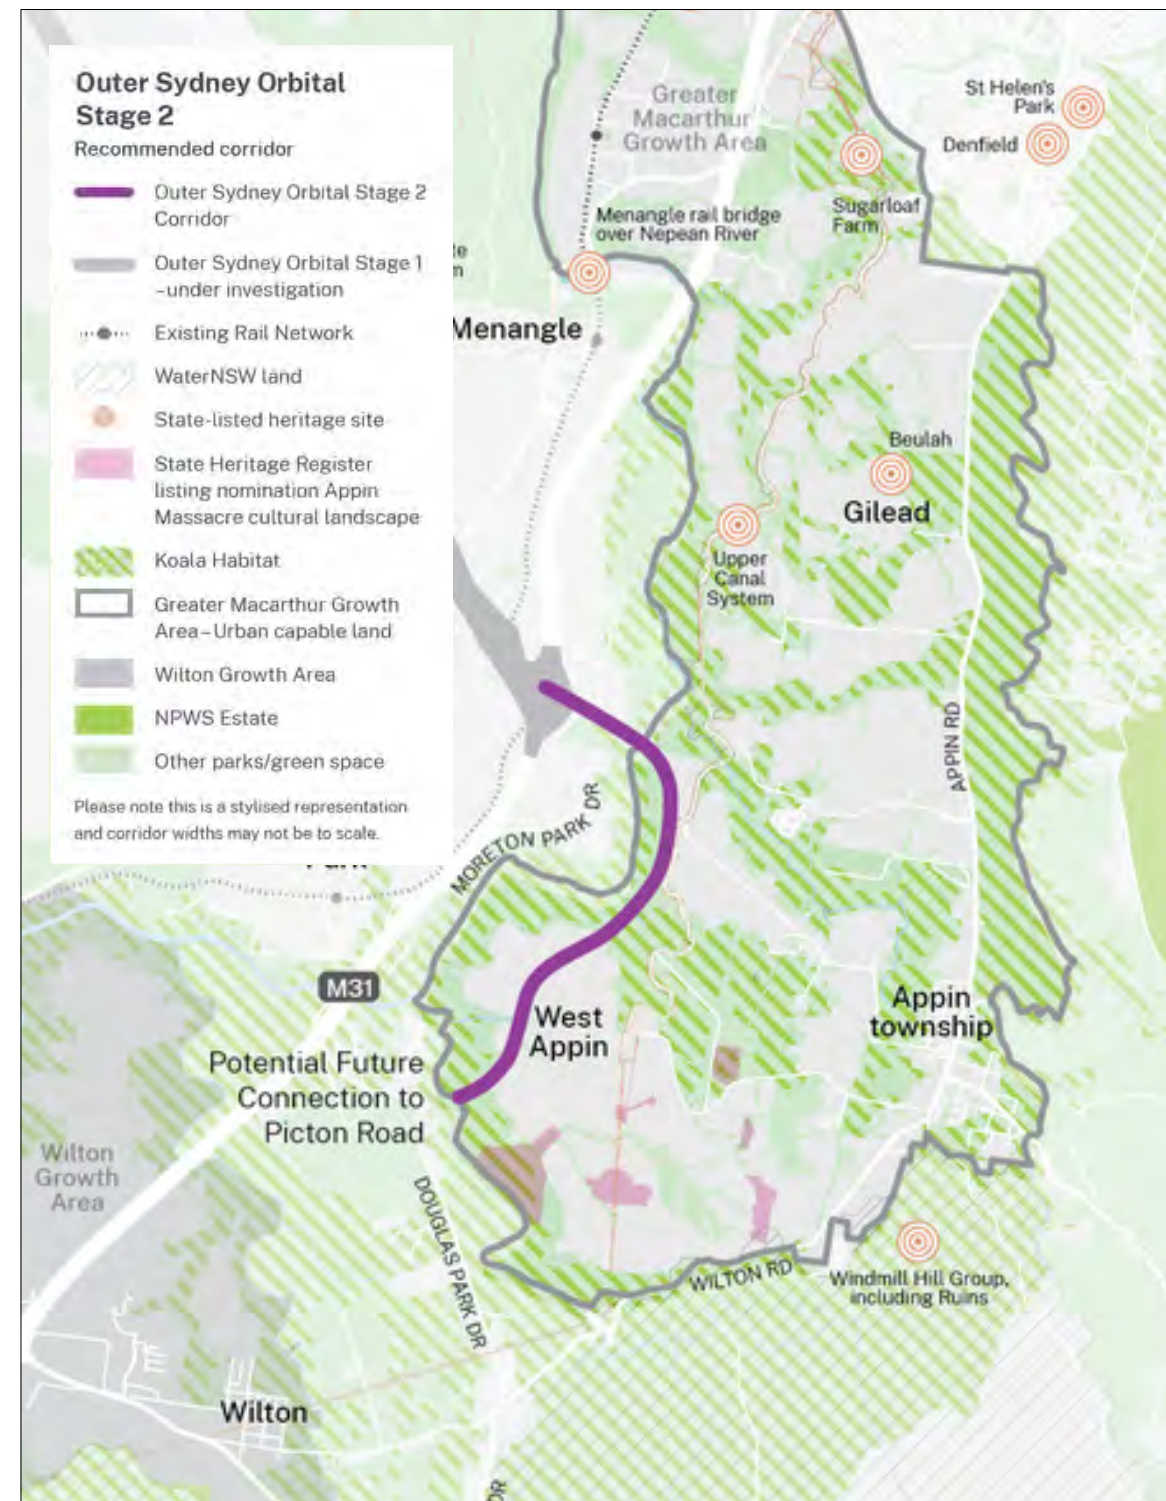 Outer Sydney Orbital
Stage 2
Recommended corridor
Outer Sydney Orbital Stage 2
Corridor
Outer Sydney Orbital Stage 1
–under investigation
Existing Rail Network
WaterNSW land
State-listed heritage site
State Heritage Register
listing nomination Appin
Massacre cultural landscape
Koala Habitat
Greater Macarthur Growth
Area–Urban capable land
Wilton Growth Area
NPWS Estate
Other parks/green space
Please note this is a stylised representation
and corridor widths may not be to scale.
Greater
Macarthur
Growth Area
St Helen's
Park
Denfield
Sugarloaf
Farm
Menangle rail bridge
over Nepean River
Menangle
Beulah
Gilead
Upper
Canal
System
APPIN RD
MORETON PARK DR
M31
West
Appin
Appin
township
Potential Future
Connection to
Picton Road
Wilton
Growth
Area
DOUGLAS PARK DR
WILTON RD
Windmill Hill Group,
including Ruins
Wilton
DR